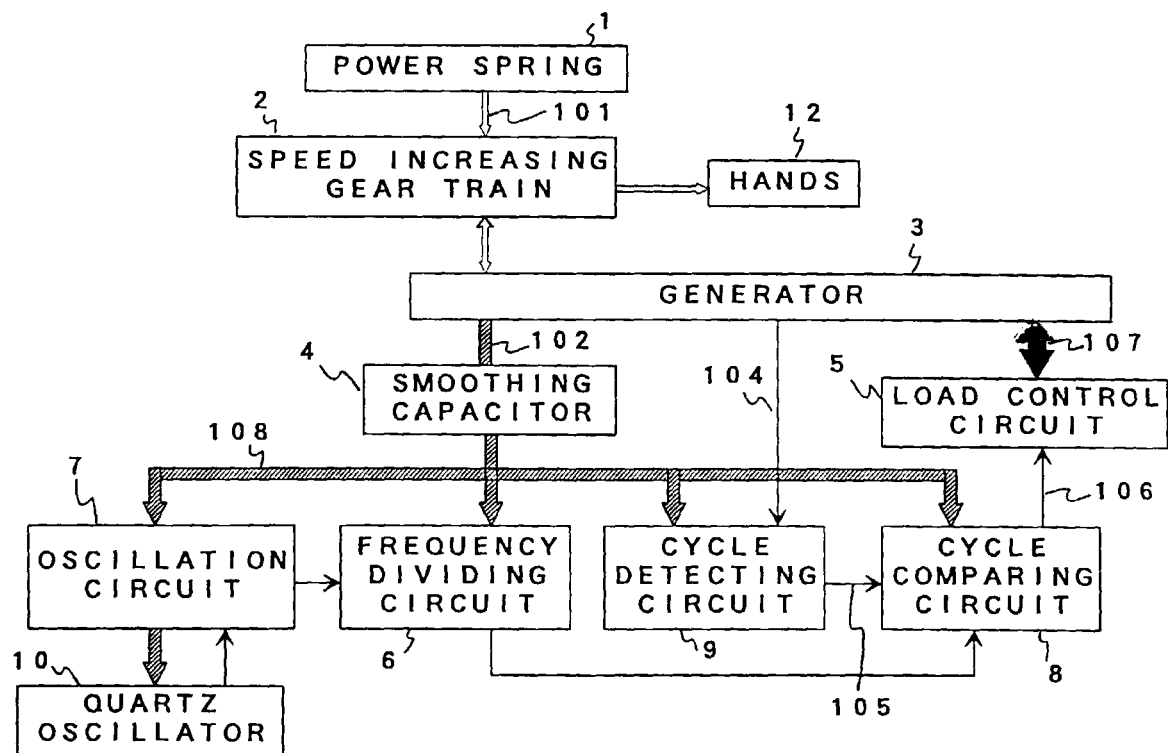 1
POWER SPRING
101
2
12
SPEED INCREASING
GEAR TRAIN
HANDS
3
GENERATOR
102
107
4
SMOOTHING
CAPACITOR
104
5
LOAD CONTROL
CIRCUIT
108
7
106
OSCILLATION
CIRCUIT
FREQUENCY
DIVIDING
CIRCUIT
CYCLE
DETECTING
CIRCUIT
CYCLE
COMPARING
CIRCUIT
10
6
9
8
105
QUARTZ
OSCILLATOR